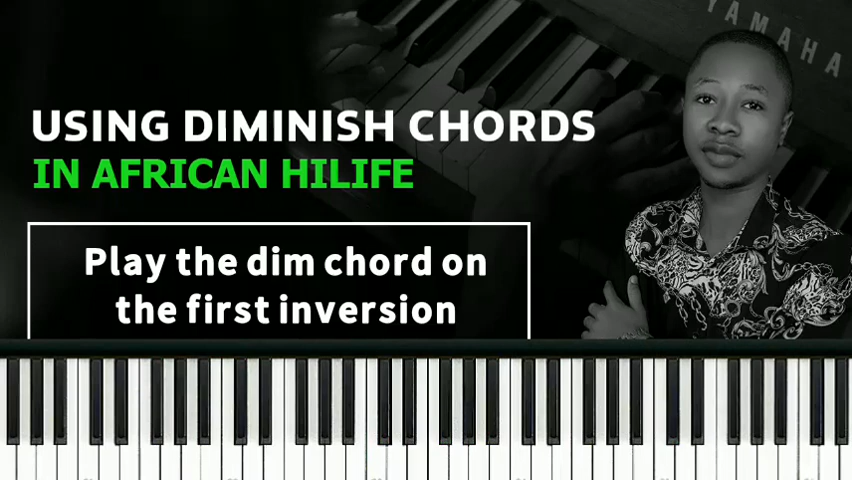 YAMAHA
USING DIMINISH CHORDS
IN AFRICAN HILIFE
Play the dim chord on
the first inversion